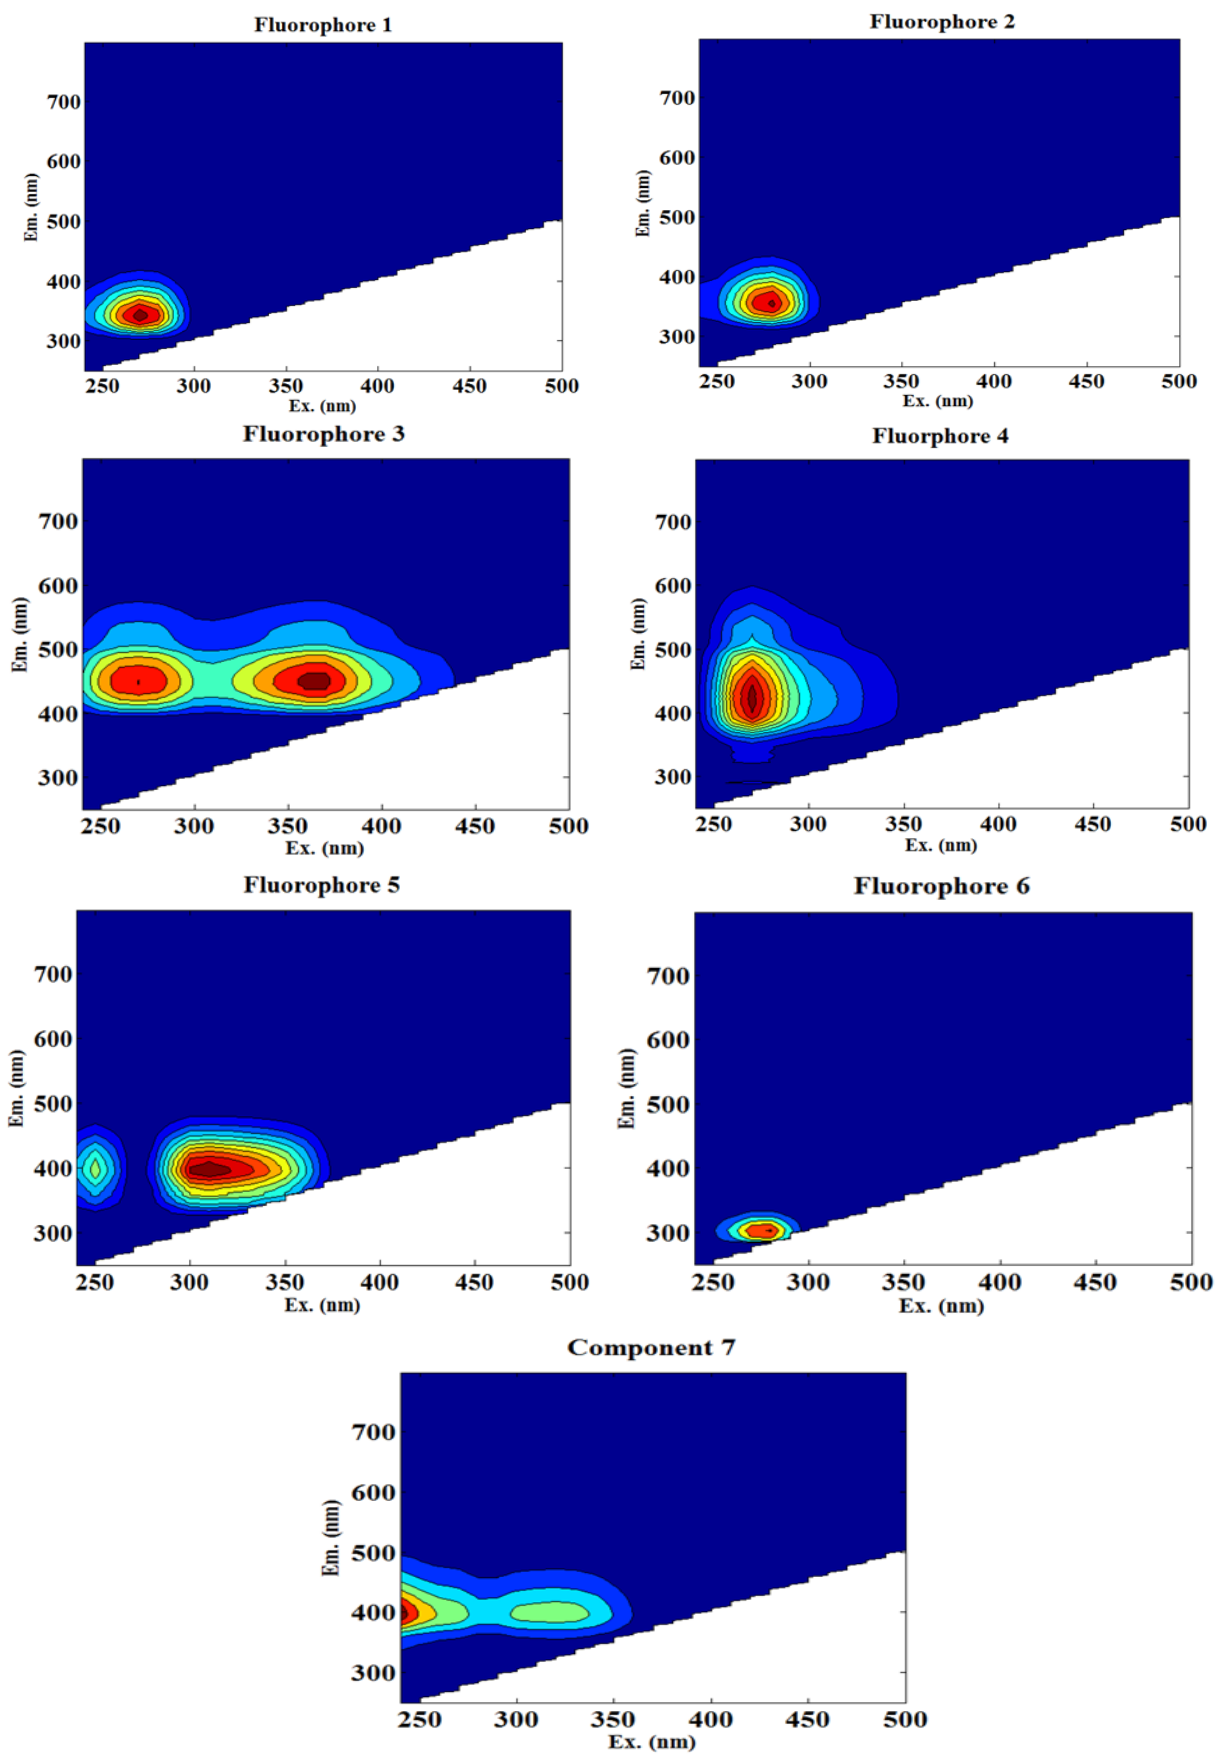 Fluorophore 1
Em. (nm)
700
600
500
400
300
250 300 350 400 450 500
Ex. (nm)
Fluorophore 2
Em. (nm)
700
600
500
400
300
250 300 350 400 450 500
Ex. (nm)
Fluorophore 3
Em. (nm)
700
600
500
400
300
250 300 350 400 450 500
Ex. (nm)
Fluorphore 4
Em. (nm)
700
600
500
400
300
250 300 350 400 450 500
Ex. (nm)
Fluorophore 5
Em. (nm)
700
600
500
400
300
250 300 350 400 450 500
Ex. (nm)
Fluorophore 6
Em. (nm)
700
600
500
400
300
250 300 350 400 450 500
Ex. (nm)
Component 7
Em. (nm)
700
600
500
400
300
250 300 350 400 450 500
Ex. (nm)